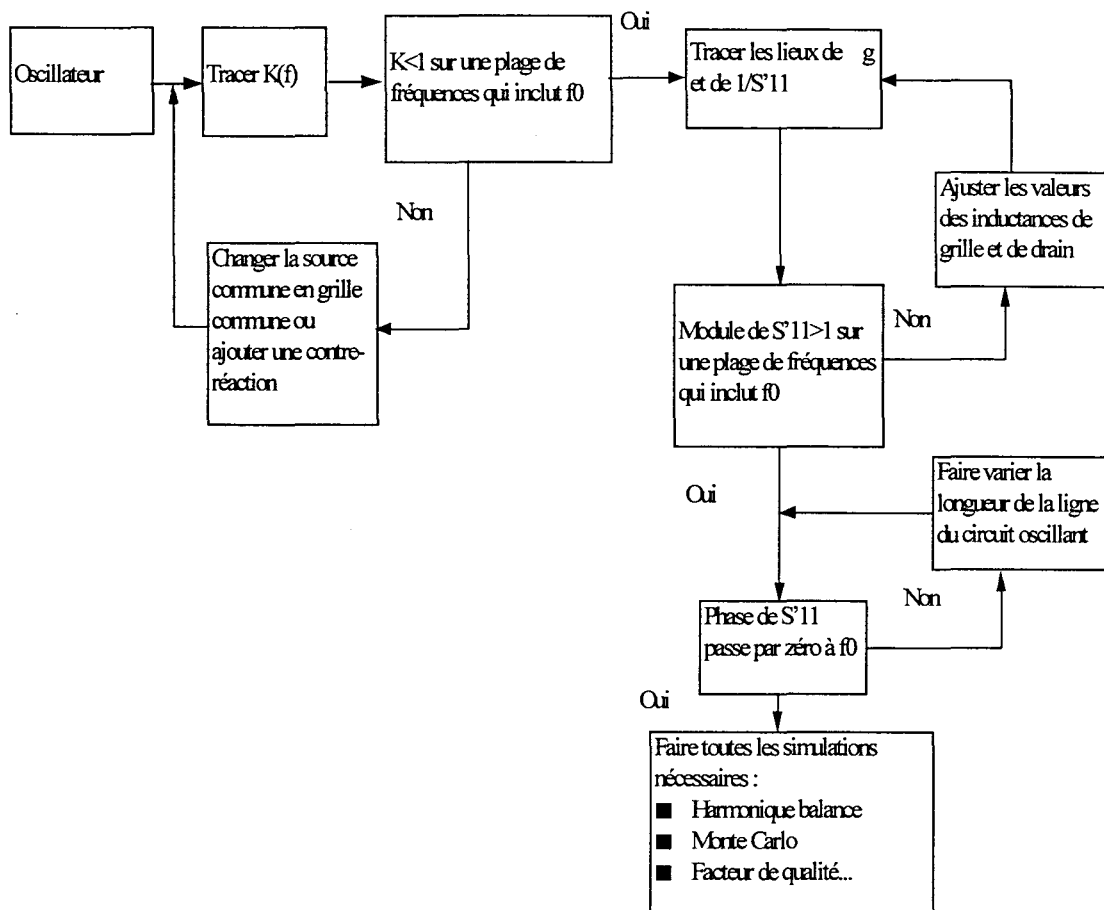 Oscillateur
Tracer K(f)
K<1 sur une plage de
fréquences qui inclut f0
Oui
Tracer les lieux de g
et de 1/S'11
Non
Changer la source
commune en grille
commune ou
ajouter une contre-
réaction
Ajuster les valeurs
des inductances de
grille et de drain
Module de S'11>1 sur
une plage de fréquences
qui inclut f0
Non
Oui
Faire varier la
longueur de la ligne
du circuit oscillant
Phase de S'11
passe par zéro à f0
Non
Oui
Faire toutes les simulations
nécessaires :
■ Harmonique balance
■ Monte Carlo
■ Facteur de qualité...